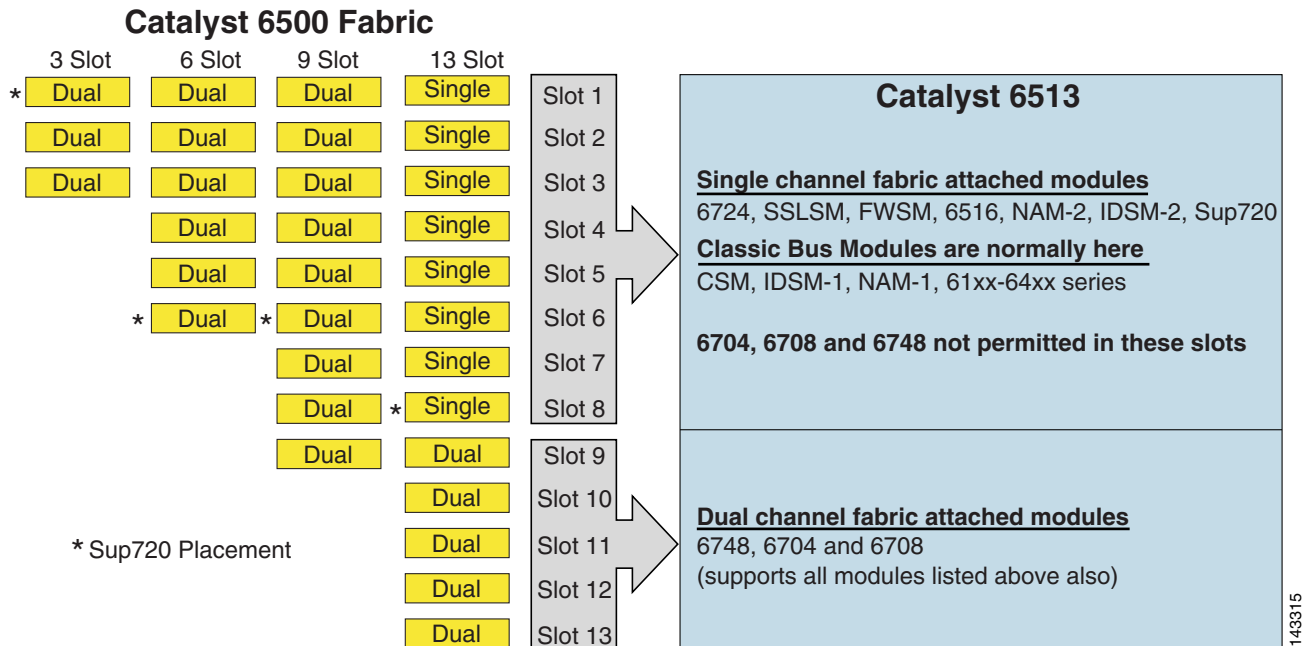 Catalyst 6500 Fabric
3 Slot 6 Slot 9 Slot 13 Slot
* Dual Dual Dual Single Slot 1
Dual Dual Dual Single Slot 2
Dual Dual Dual Single Slot 3
Dual Dual Single Slot 4
Dual Dual Single Slot 5
* Dual * Dual Single Slot 6
Dual Single Slot 7
Dual * Single Slot 8
Dual Dual Slot 9
Dual Slot 10
Dual Slot 11
Dual Slot 12
Dual Slot 13
* Sup720 Placement
Catalyst 6513
Single channel fabric attached modules
6724, SSLSM, FWSM, 6516, NAM-2, IDSM-2, Sup720
Classic Bus Modules are normally here
CSM, IDSM-1, NAM-1, 61xx-64xx series
6704, 6708 and 6748 not permitted in these slots
Dual channel fabric attached modules
6748, 6704 and 6708
(supports all modules listed above also)
143315